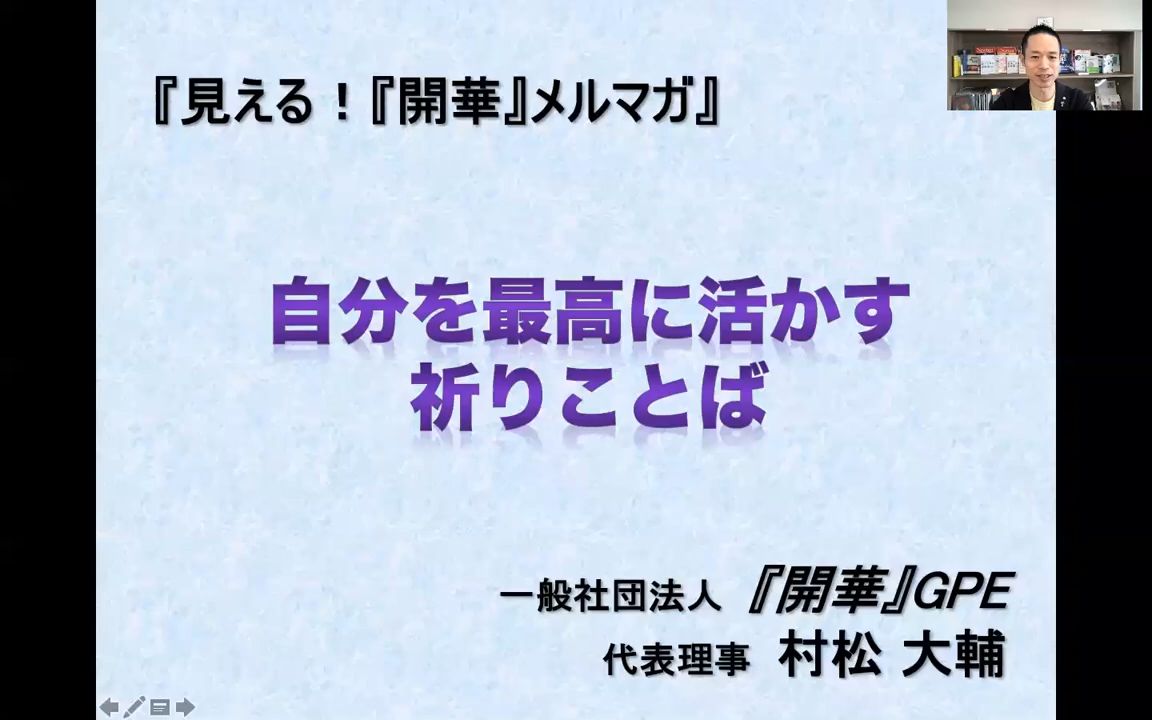 『見える！『開華』メルマガ』
自分を最高に活かす
祈りことば
一般社団法人 『開華』GPE
代表理事 村松 大輔